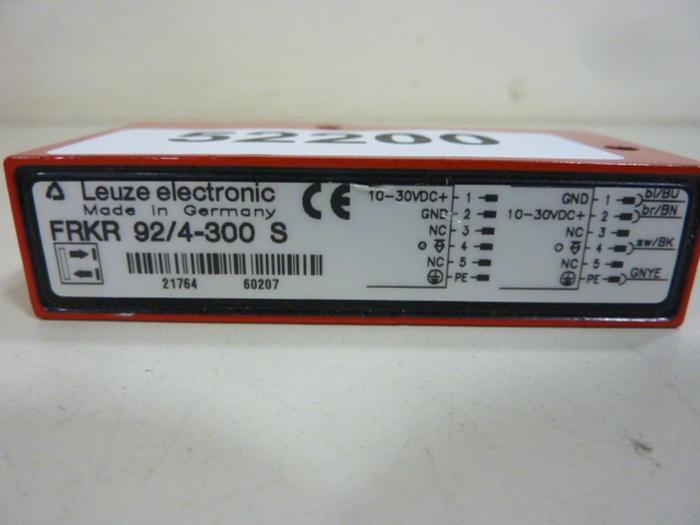 52200
Leuze electronic
Made in Germany
CE
FRKR 92/4-300 S
21764 60207
10-30VDC+ 1
GND 2
NC 3
4
NC 5
PE
GND 1 bl/BU
10-30VDC+ 2 br/BN
NC 3
4 sw/BK
NC 5
PE GNYE